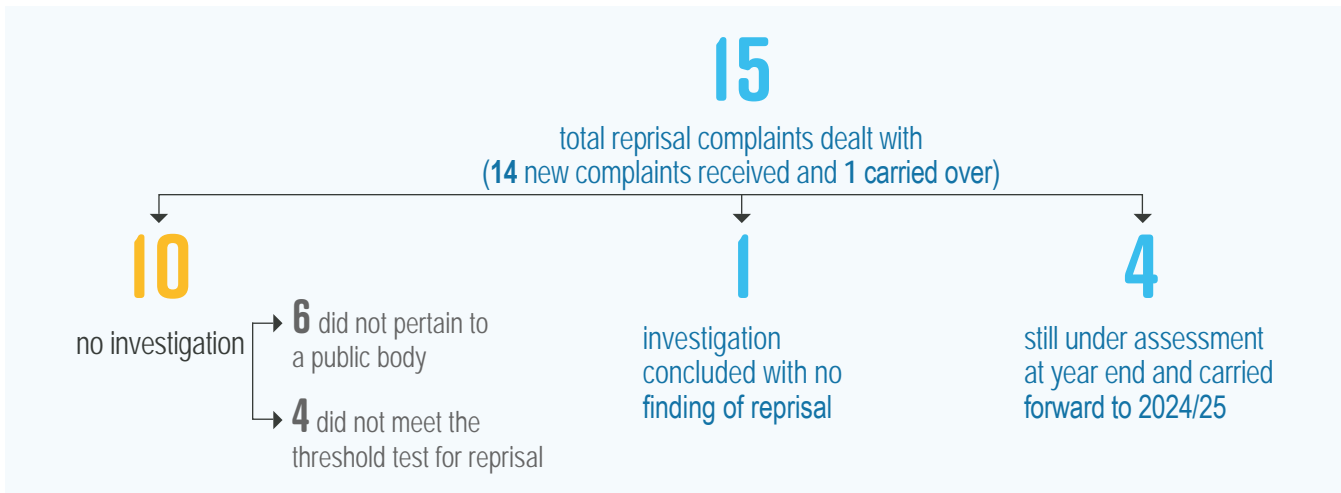 15
total reprisal complaints dealt with
(14 new complaints received and 1 carried over)
10
no investigation
6 did not pertain to
a public body
4 did not meet the
threshold test for reprisal
1
investigation
concluded with no
finding of reprisal
4
still under assessment
at year end and carried
forward to 2024/25